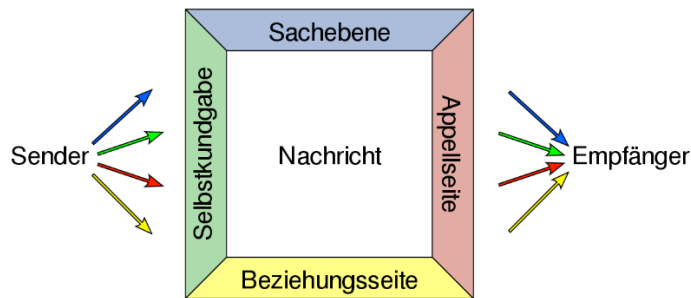 Sachebene
Sender
Selbstkundgabe
Nachricht
Appellseite
Empfänger
Beziehungsseite